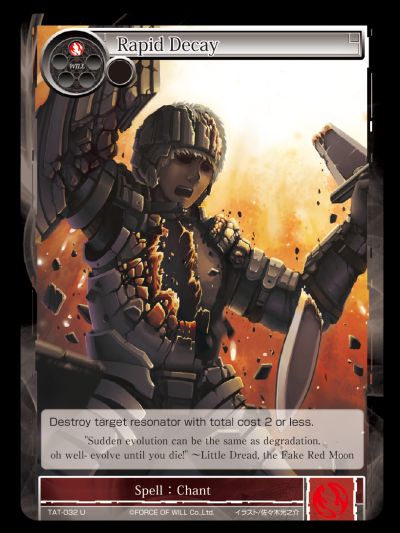 Rapid Decay
WILL
Destroy target resonator with total cost 2 or less.
"Sudden evolution can be the same as degradation.
oh well- evolve until you die!" ~Little Dread, the Fake Red Moon
Spell : Chant
TAT-032 U ©FORCE OF WILL Co.,Ltd. イラスト/佐々木光之介